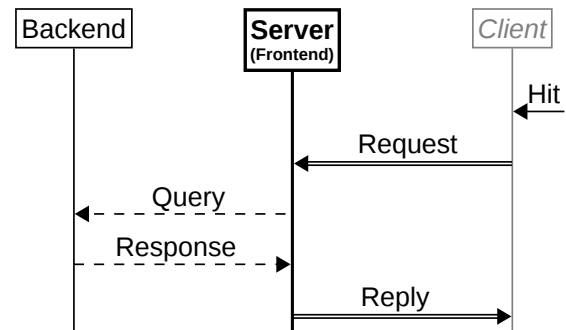 Backend
Server
(Frontend)
Client
Hit
Request
Query
Response
Reply